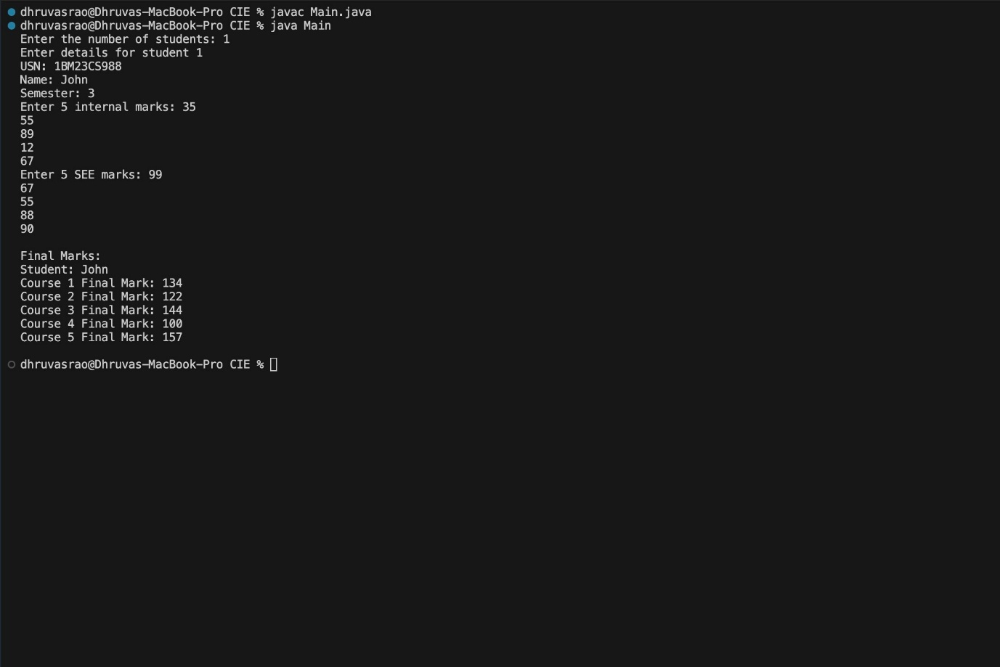 dhruvasrao@Dhruvas-MacBook-Pro CIE % javac Main.java
dhruvasrao@Dhruvas-MacBook-Pro CIE % java Main
Enter the number of students: 1
Enter details for student 1
USN: 1BM23CS988
Name: John
Semester: 3
Enter 5 internal marks: 35
55
89
12
67
Enter 5 SEE marks: 99
67
55
88
90
Final Marks:
Student: John
Course 1 Final Mark: 134
Course 2 Final Mark: 122
Course 3 Final Mark: 144
Course 4 Final Mark: 100
Course 5 Final Mark: 157
dhruvasrao@Dhruvas-MacBook-Pro CIE %